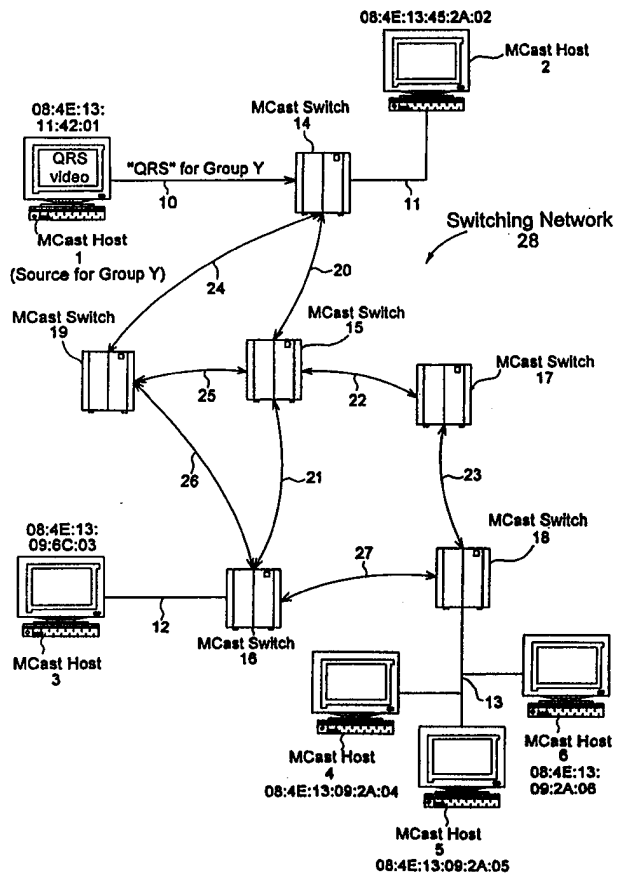 08:4E:13:45:2A:02
MCast Host
2
MCast Switch
14
08:4E:13:
11:42:01
QRS
video
"QRS" for Group Y
10
11
MCast Host
1
(Source for Group Y)
Switching Network
28
24
20
MCast Switch
19
MCast Switch
15
25
22
MCast Switch
17
26
21
23
08:4E:13:
09:6C:03
MCast Switch
18
27
12
MCast Host
3
MCast Switch
16
13
MCast Host
4
08:4E:13:09:2A:04
MCast Host
6
08:4E:13:
09:2A:06
MCast Host
5
08:4E:13:09:2A:05